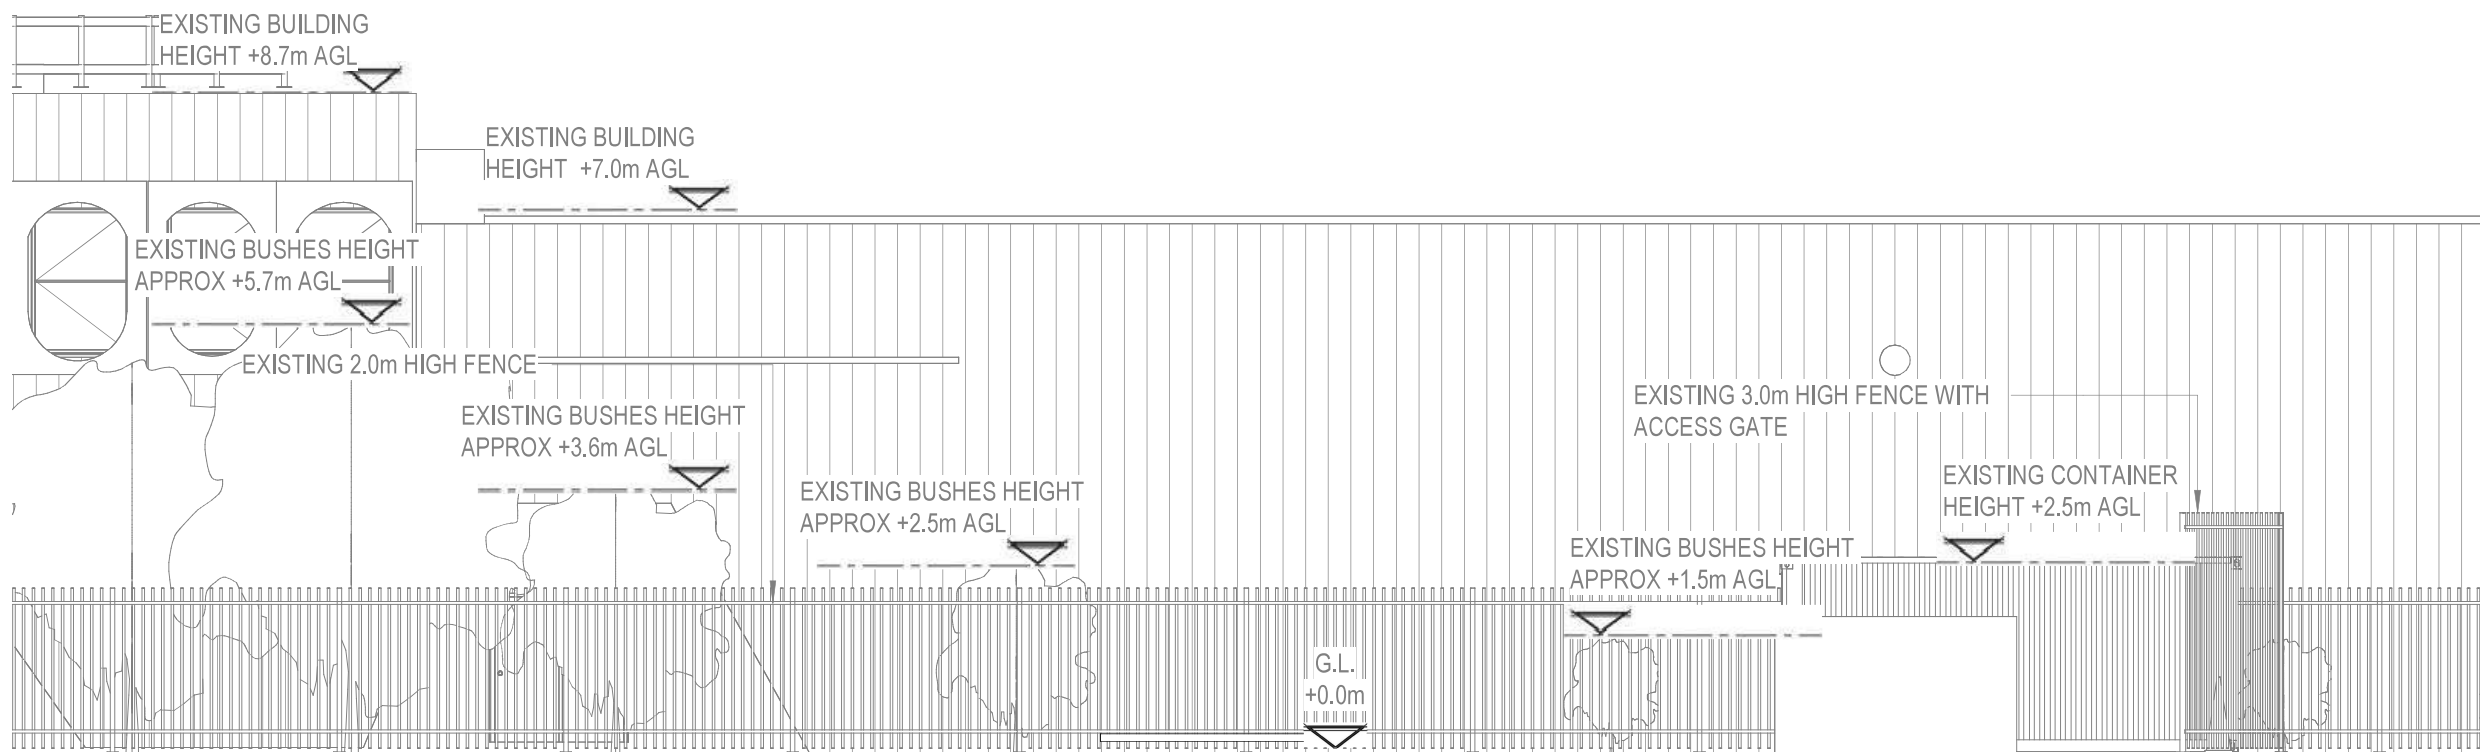 EXISTING BUILDING
HEIGHT +8.7m AGL
EXISTING BUILDING
HEIGHT +7.0m AGL
EXISTING BUSHES HEIGHT
APPROX +5.7m AGL
EXISTING 2.0m HIGH FENCE
EXISTING BUSHES HEIGHT
APPROX +3.6m AGL
EXISTING BUSHES HEIGHT
APPROX +2.5m AGL
EXISTING 3.0m HIGH FENCE WITH
ACCESS GATE
EXISTING CONTAINER
HEIGHT +2.5m AGL
EXISTING BUSHES HEIGHT
APPROX +1.5m AGL
G.L.
+0.0m